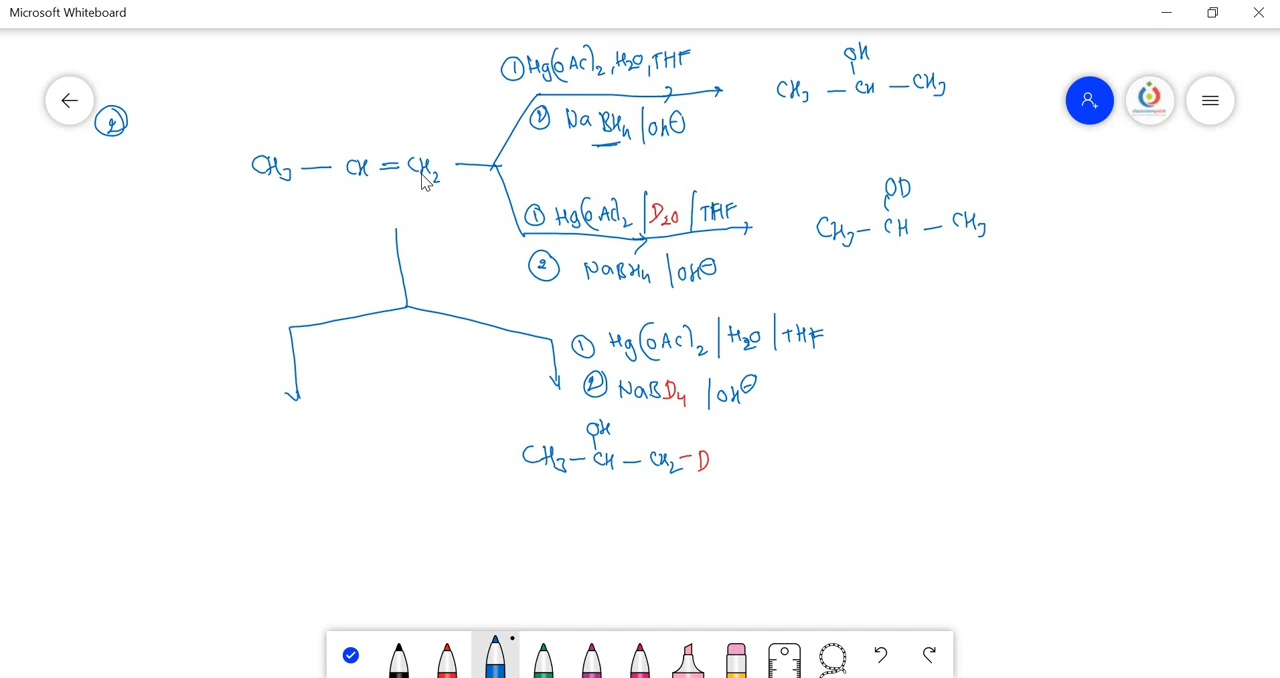 Microsoft Whiteboard
① Hg(OAc)2, H2O, THF
② NaBH4 | OH⊖
OH
CH3 — CH — CH3
②
CH3 — CH = CH2
① Hg(OAc)2 | D2O | THF
② NaBH4 | OH⊖
OD
CH3 — CH — CH3
① Hg(OAc)2 | H2O | THF
② NaBD4 | OH⊖
OH
CH3 — CH — CH2 — D